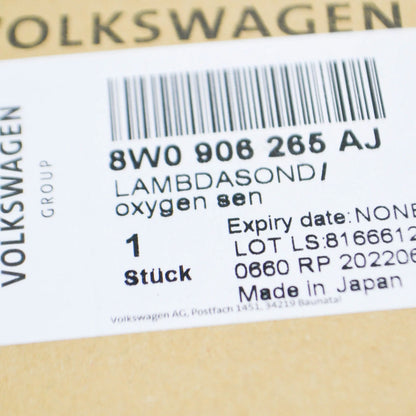 VOLKSWAGEN
VOLKSWAGEN
GROUP
8W0 906 265 AJ
LAMBDASOND/
oxygen sen
1
Stück
Expiry date: NONE
LOT LS:8166612
0660 RP 202206
Made in Japan
Volkswagen AG, Postfach 1451, 34219 Baunatal